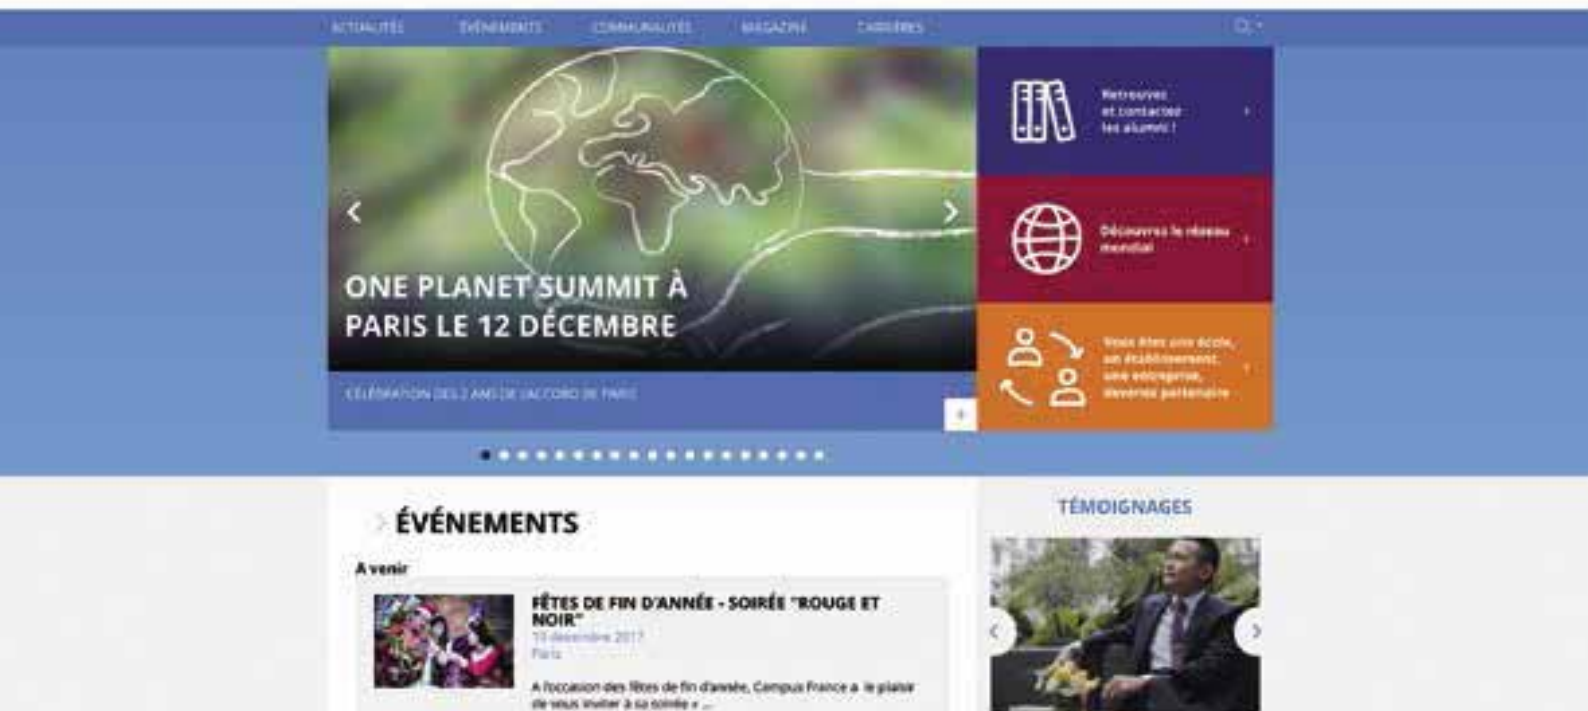 ACTUALITÉS ÉVÉNEMENTS COMMUNAUTÉS MAGAZINE CARRIÈRES
ONE PLANET SUMMIT À
PARIS LE 12 DÉCEMBRE
CÉLÉBRATION DES 2 ANS DE L'ACCORD DE PARIS
Retrouvez
et contactez
les alumni !
Découvrez le réseau
mondial
Vous êtes une école,
un établissement,
une entreprise,
devenez partenaire
ÉVÉNEMENTS
A venir
FÊTES DE FIN D'ANNÉE - SOIRÉE "ROUGE ET
NOIR"
décembre 2017
Paris
A l'occasion des fêtes de fin d'année, Campus France a le plaisir
de vous inviter à sa soirée « ...
TÉMOIGNAGES